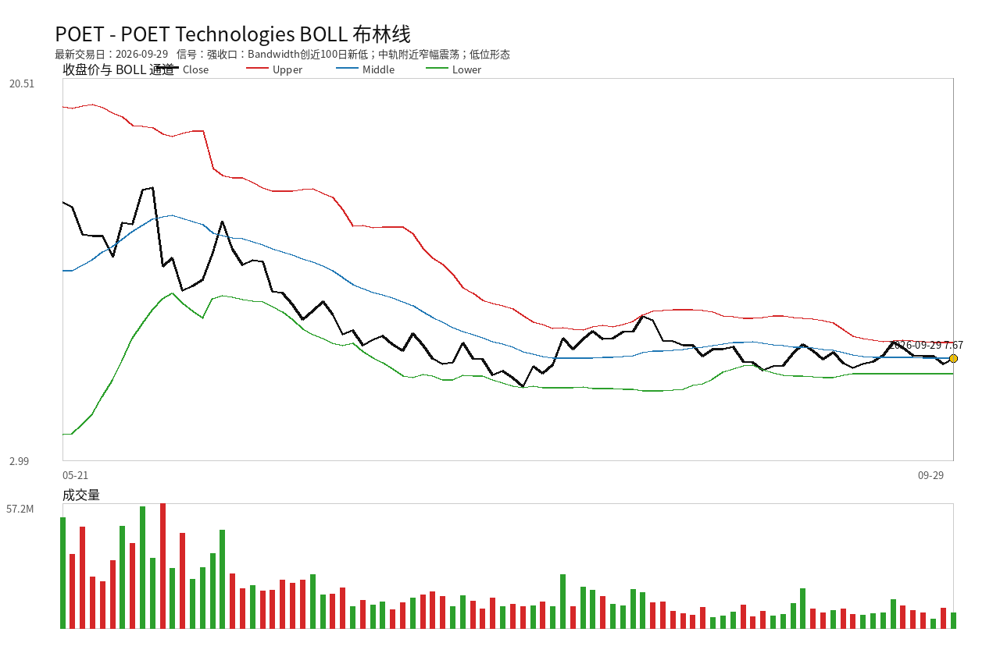 POET - POET Technologies BOLL 布林线
最新交易日：2026-09-29 信号：强收口：Bandwidth创近100日新低；中轨附近窄幅震荡；低位形态
收盘价与 BOLL 通道 Close Upper Middle Lower
20.51
2026-09-29 7.67
2.99
05-21 09-29
成交量
57.2M